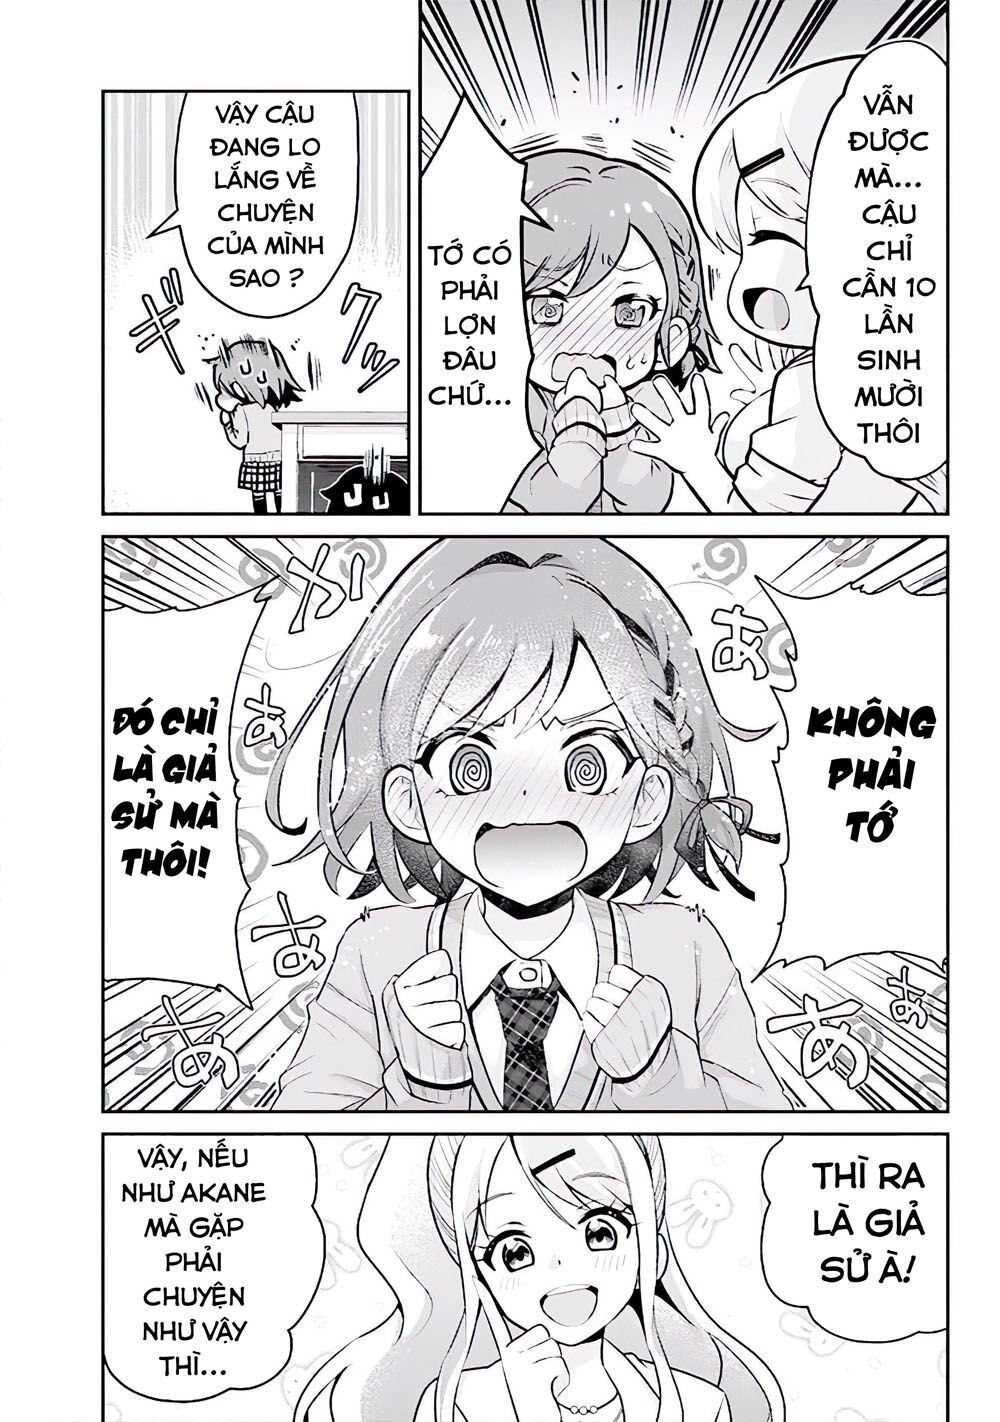 VẪN
ĐƯỢC
MÀ...
CẬU
CHỈ
CẦN 10
LẦN
SINH
MƯỜI
THÔI
TỚ CÓ
PHẢI
LỢN
ĐÂU
CHỨ...
VẬY CẬU
ĐANG LO
LẮNG VỀ
CHUYỆN
CỦA MÌNH
SAO ?
ギ
ク
KHÔNG
PHẢI
TỚ
ĐÓ CHỈ
LÀ GIẢ
SỬ MÀ
THÔI!
あ
あ
あ
あ
あ
あ
あ
THÌ RA
LÀ GIẢ
SỬ À!
VẬY, NẾU
NHƯ AKANE
MÀ GẶP
PHẢI
CHUYỆN
NHƯ VẬY
THÌ...